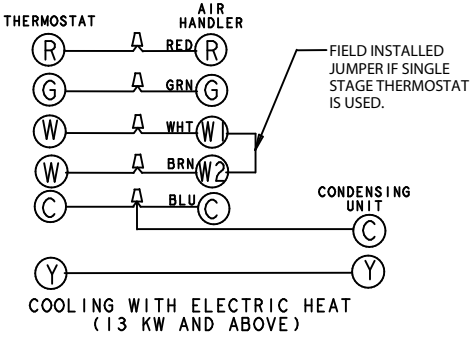 THERMOSTAT
AIR
HANDLER
R RED R
G GRN G
W WHT W1
W BRN W2
C BLU C
FIELD INSTALLED
JUMPER IF SINGLE
STAGE THERMOSTAT
IS USED.
CONDENSING
UNIT
C
Y Y
COOLING WITH ELECTRIC HEAT
(13 KW AND ABOVE)